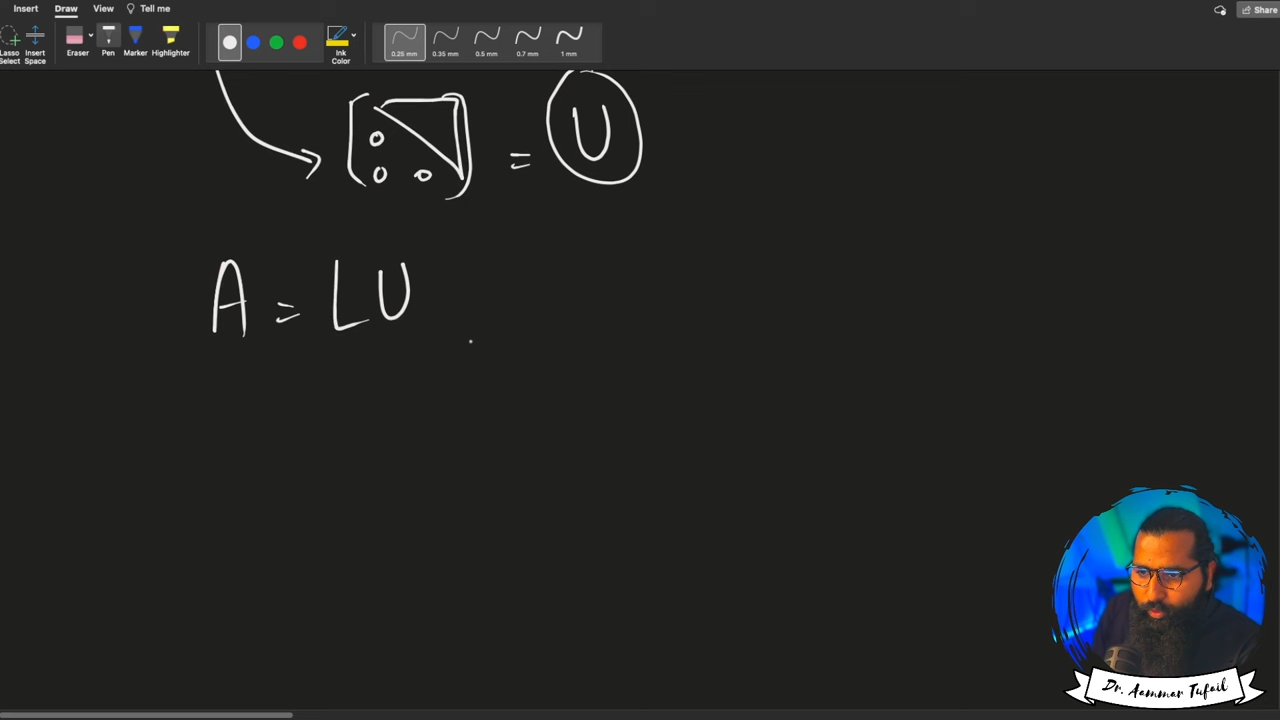 Insert Draw View Tell me Share
Lasso Select
Insert Space
Eraser
Pen
Marker
Highlighter
Ink Color
0.25 mm
0.35 mm
0.5 mm
0.7 mm
1 mm
0 = U
0 0
A = LU
Dr. Aammar Tufail